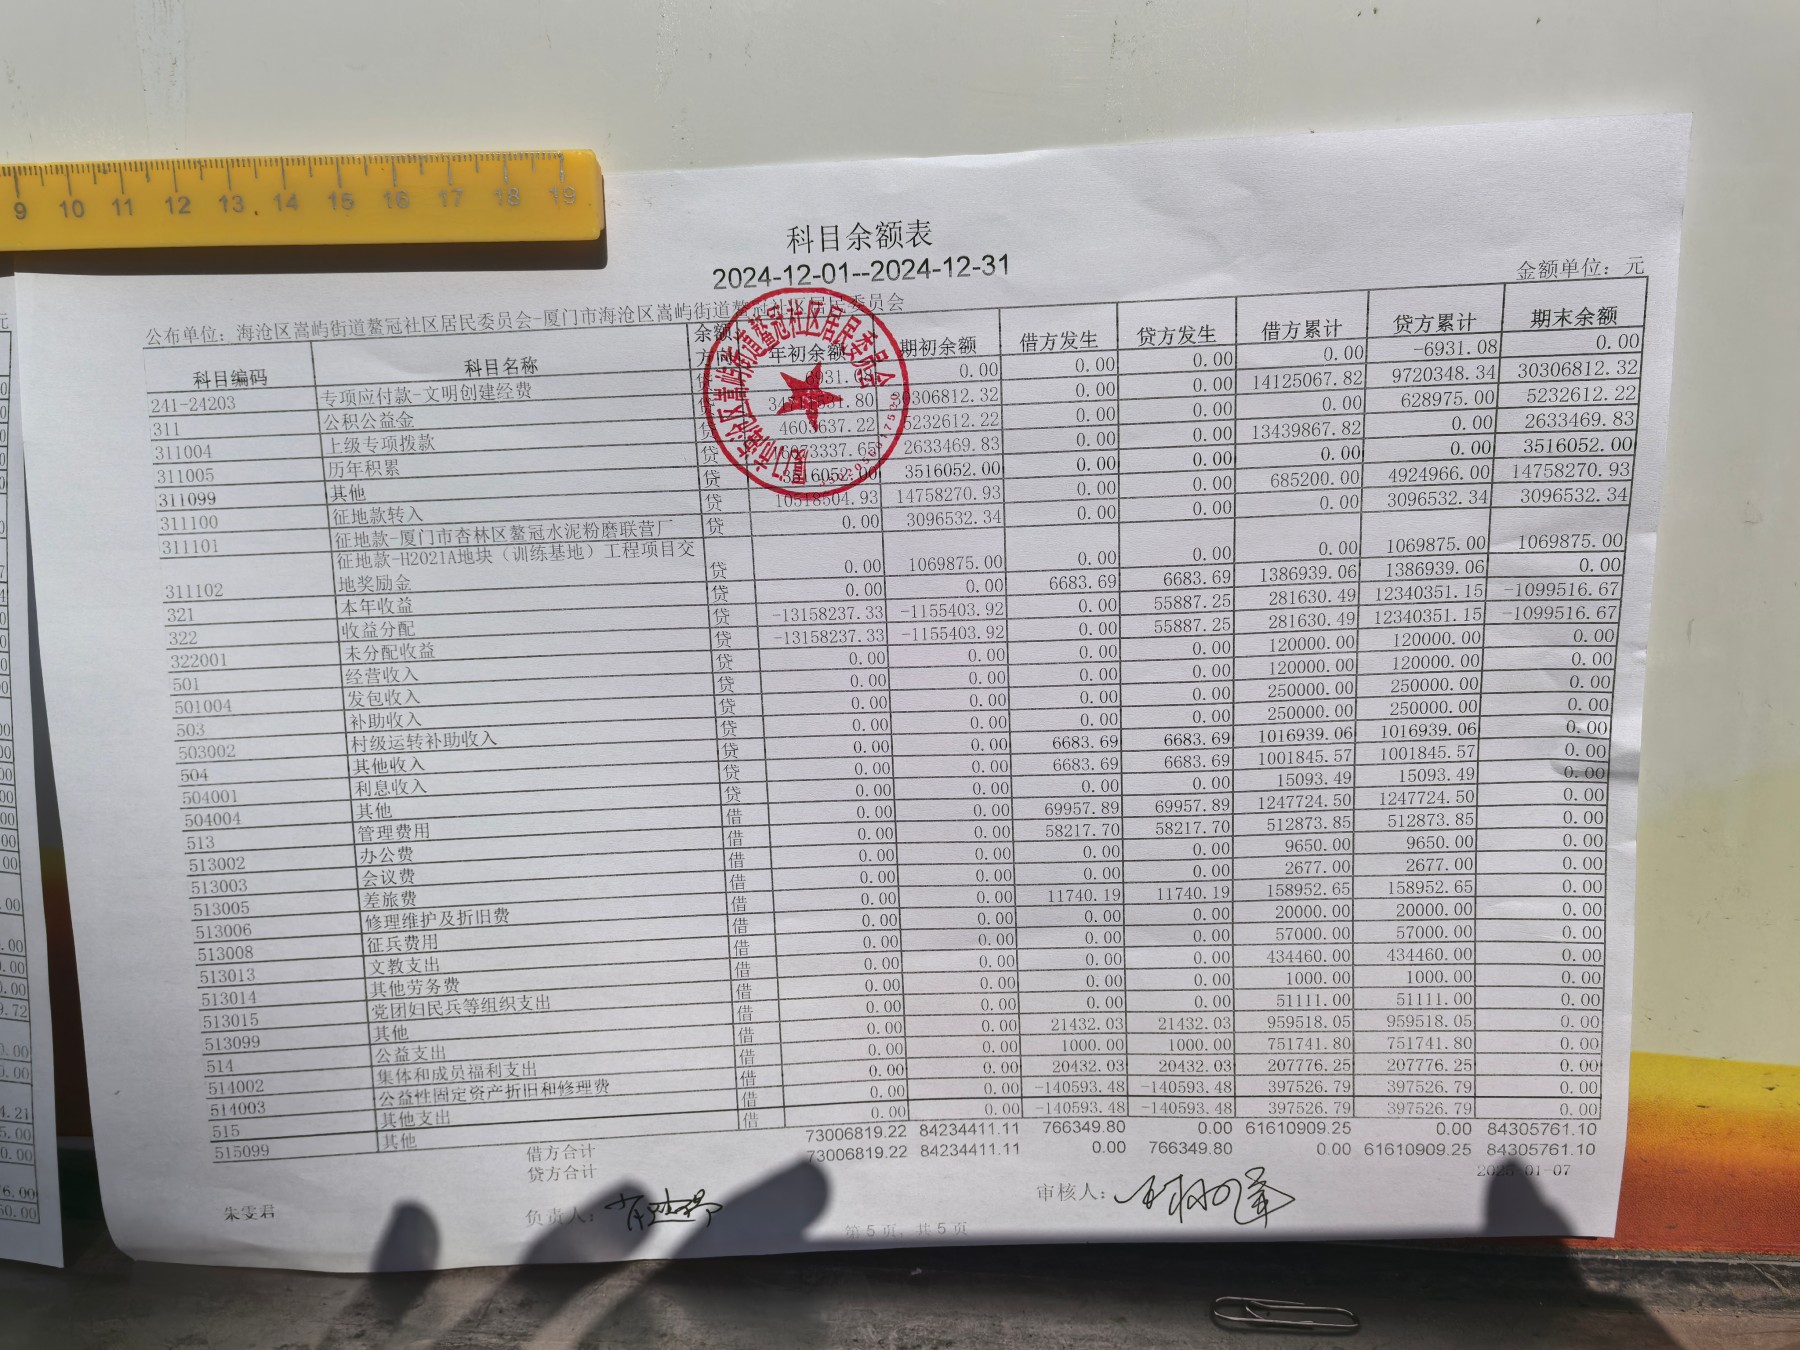 9 10 11 12 13 14 15 16 17 18 19
科目余额表
2024-12-01--2024-12-31
金额单位：元
公布单位：海沧区嵩屿街道鳌冠社区居民委员会-厦门市海沧区嵩屿街道鳌冠社区居民委员会
科目编码 科目名称 余额方向 年初余额 期初余额 借方发生 贷方发生 借方累计 贷方累计 期末余额
241-24203 专项应付款-文明创建经费 贷 6931.08 0.00 0.00 0.00 0.00 -6931.08 0.00
311 公积公益金 贷 30306812.32 0.00 0.00 14125067.82 9720348.34 30306812.32
311004 上级专项拨款 贷 4603637.22 5232612.22 0.00 0.00 0.00 628975.00 5232612.22
311005 历年积累 贷 2633469.83 0.00 0.00 13439867.82 0.00 2633469.83
311099 其他 贷 3516052.00 3516052.00 0.00 0.00 0.00 0.00 3516052.00
311100 征地款转入 贷 10518504.93 14758270.93 0.00 0.00 685200.00 4924966.00 14758270.93
311101 征地款-厦门市杏林区鳌冠水泥粉磨联营厂 贷 0.00 3096532.34 0.00 0.00 0.00 3096532.34 3096532.34
311102 征地款-H2021A地块（训练基地）工程项目交地奖励金 贷 0.00 1069875.00 0.00 0.00 0.00 1069875.00 1069875.00
321 本年收益 贷 0.00 0.00 6683.69 6683.69 1386939.06 1386939.06 0.00
322 收益分配 贷 -13158237.33 -1155403.92 0.00 55887.25 281630.49 12340351.15 -1099516.67
322001 未分配收益 贷 -13158237.33 -1155403.92 0.00 55887.25 281630.49 12340351.15 -1099516.67
501 经营收入 贷 0.00 0.00 0.00 0.00 120000.00 120000.00 0.00
501004 发包收入 贷 0.00 0.00 0.00 0.00 120000.00 120000.00 0.00
503 补助收入 贷 0.00 0.00 0.00 0.00 250000.00 250000.00 0.00
503002 村级运转补助收入 贷 0.00 0.00 0.00 0.00 250000.00 250000.00 0.00
504 其他收入 贷 0.00 0.00 6683.69 6683.69 1016939.06 1016939.06 0.00
504001 利息收入 贷 0.00 0.00 6683.69 6683.69 1001845.57 1001845.57 0.00
504004 其他 贷 0.00 0.00 0.00 0.00 15093.49 15093.49 0.00
513 管理费用 借 0.00 0.00 69957.89 69957.89 1247724.50 1247724.50 0.00
513002 办公费 借 0.00 0.00 58217.70 58217.70 512873.85 512873.85 0.00
513003 会议费 借 0.00 0.00 0.00 0.00 9650.00 9650.00 0.00
513005 差旅费 借 0.00 0.00 0.00 0.00 2677.00 2677.00 0.00
513006 修理维护及折旧费 借 0.00 0.00 11740.19 11740.19 158952.65 158952.65 0.00
513008 征兵费用 借 0.00 0.00 0.00 0.00 20000.00 20000.00 0.00
513013 文教支出 借 0.00 0.00 0.00 0.00 57000.00 57000.00 0.00
513014 其他劳务费 借 0.00 0.00 0.00 0.00 434460.00 434460.00 0.00
513015 党团妇民兵等组织支出 借 0.00 0.00 0.00 0.00 1000.00 1000.00 0.00
513099 其他 借 0.00 0.00 0.00 0.00 51111.00 51111.00 0.00
514 公益支出 借 0.00 0.00 21432.03 21432.03 959518.05 959518.05 0.00
514002 集体和成员福利支出 借 0.00 0.00 1000.00 1000.00 751741.80 751741.80 0.00
514003 公益性固定资产折旧和修理费 借 0.00 0.00 20432.03 20432.03 207776.25 207776.25 0.00
515 其他支出 借 0.00 0.00 -140593.48 -140593.48 397526.79 397526.79 0.00
515099 其他 借 0.00 0.00 -140593.48 -140593.48 397526.79 397526.79 0.00
借方合计 73006819.22 84234411.11 766349.80 0.00 61610909.25 0.00 84305761.10
贷方合计 73006819.22 84234411.11 0.00 766349.80 0.00 61610909.25 84305761.10
2025-01-07
朱雯君 负责人： 审核人：
第5页，共5页
厦门市海沧区嵩屿街道鳌冠社区居民委员会